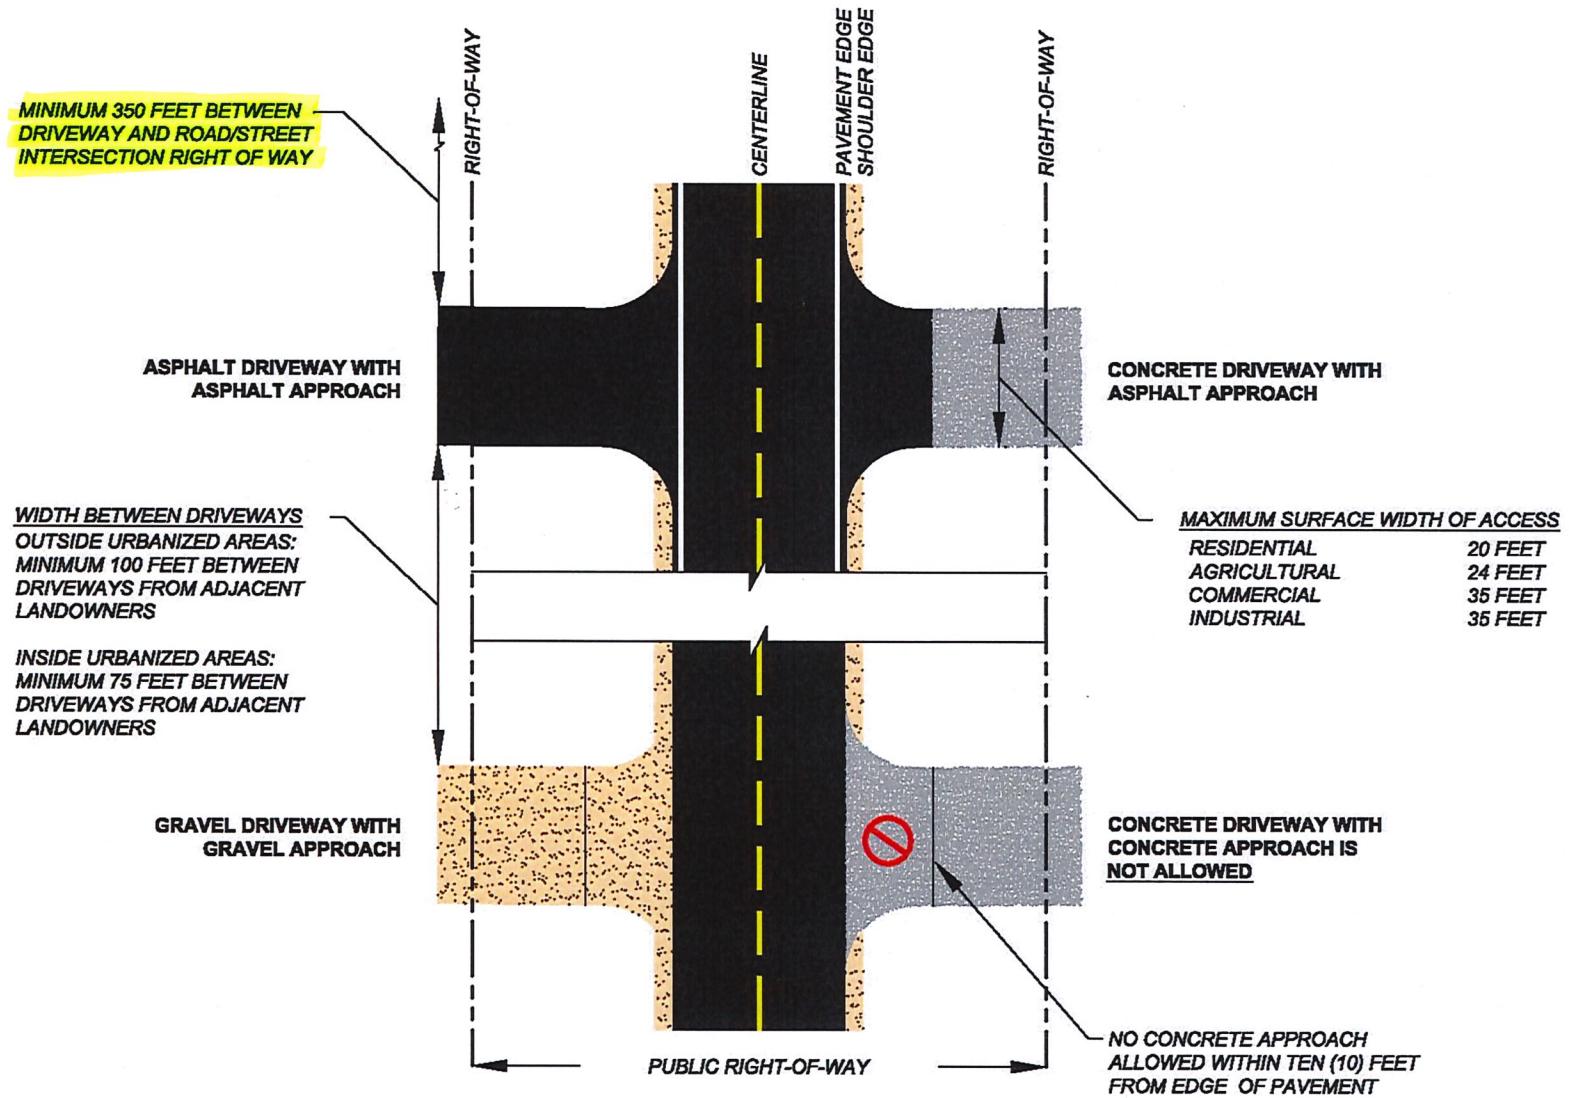 RIGHT-OF-WAY
CENTERLINE
PAVEMENT EDGE
SHOULDER EDGE
RIGHT-OF-WAY
MINIMUM 350 FEET BETWEEN
DRIVEWAY AND ROAD/STREET
INTERSECTION RIGHT OF WAY
ASPHALT DRIVEWAY WITH
ASPHALT APPROACH
CONCRETE DRIVEWAY WITH
ASPHALT APPROACH
WIDTH BETWEEN DRIVEWAYS
OUTSIDE URBANIZED AREAS:
MINIMUM 100 FEET BETWEEN
DRIVEWAYS FROM ADJACENT
LANDOWNERS
INSIDE URBANIZED AREAS:
MINIMUM 75 FEET BETWEEN
DRIVEWAYS FROM ADJACENT
LANDOWNERS
MAXIMUM SURFACE WIDTH OF ACCESS
RESIDENTIAL 20 FEET
AGRICULTURAL 24 FEET
COMMERCIAL 35 FEET
INDUSTRIAL 35 FEET
GRAVEL DRIVEWAY WITH
GRAVEL APPROACH
CONCRETE DRIVEWAY WITH
CONCRETE APPROACH IS
NOT ALLOWED
NO CONCRETE APPROACH
ALLOWED WITHIN TEN (10) FEET
FROM EDGE OF PAVEMENT
PUBLIC RIGHT-OF-WAY